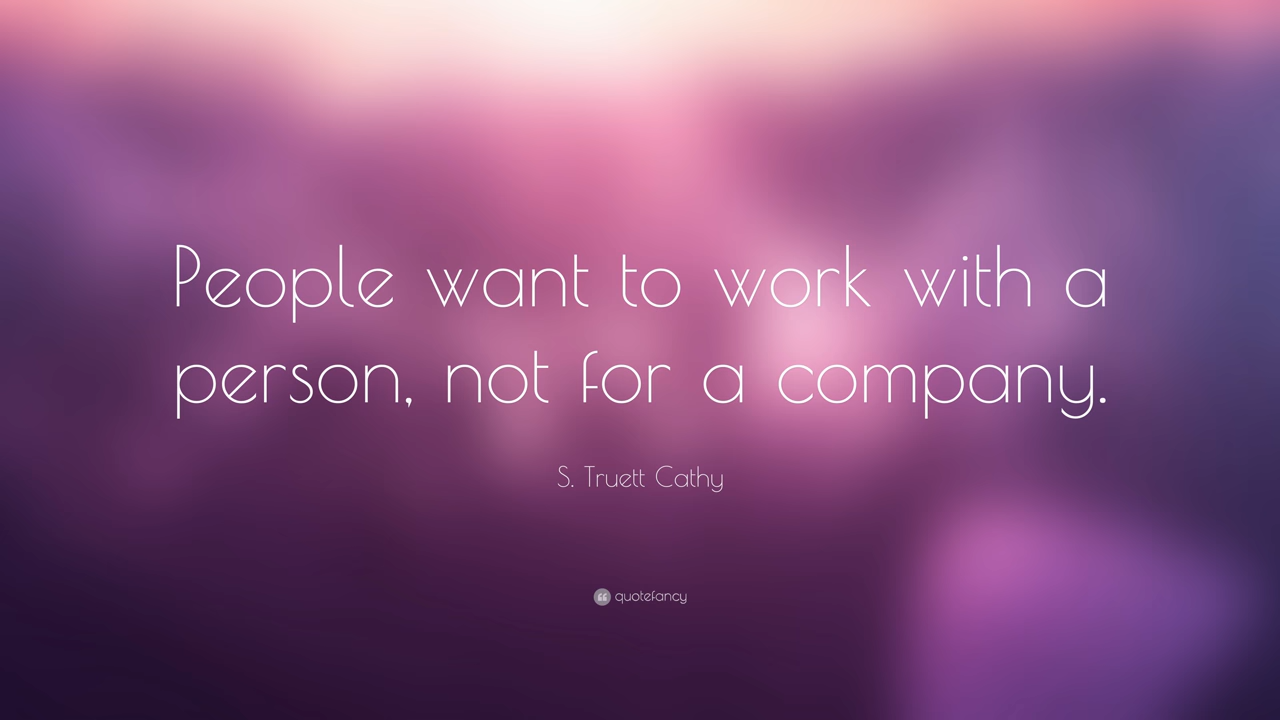 People want to work with a
person, not for a company.
S. Truett Cathy
quotefancy